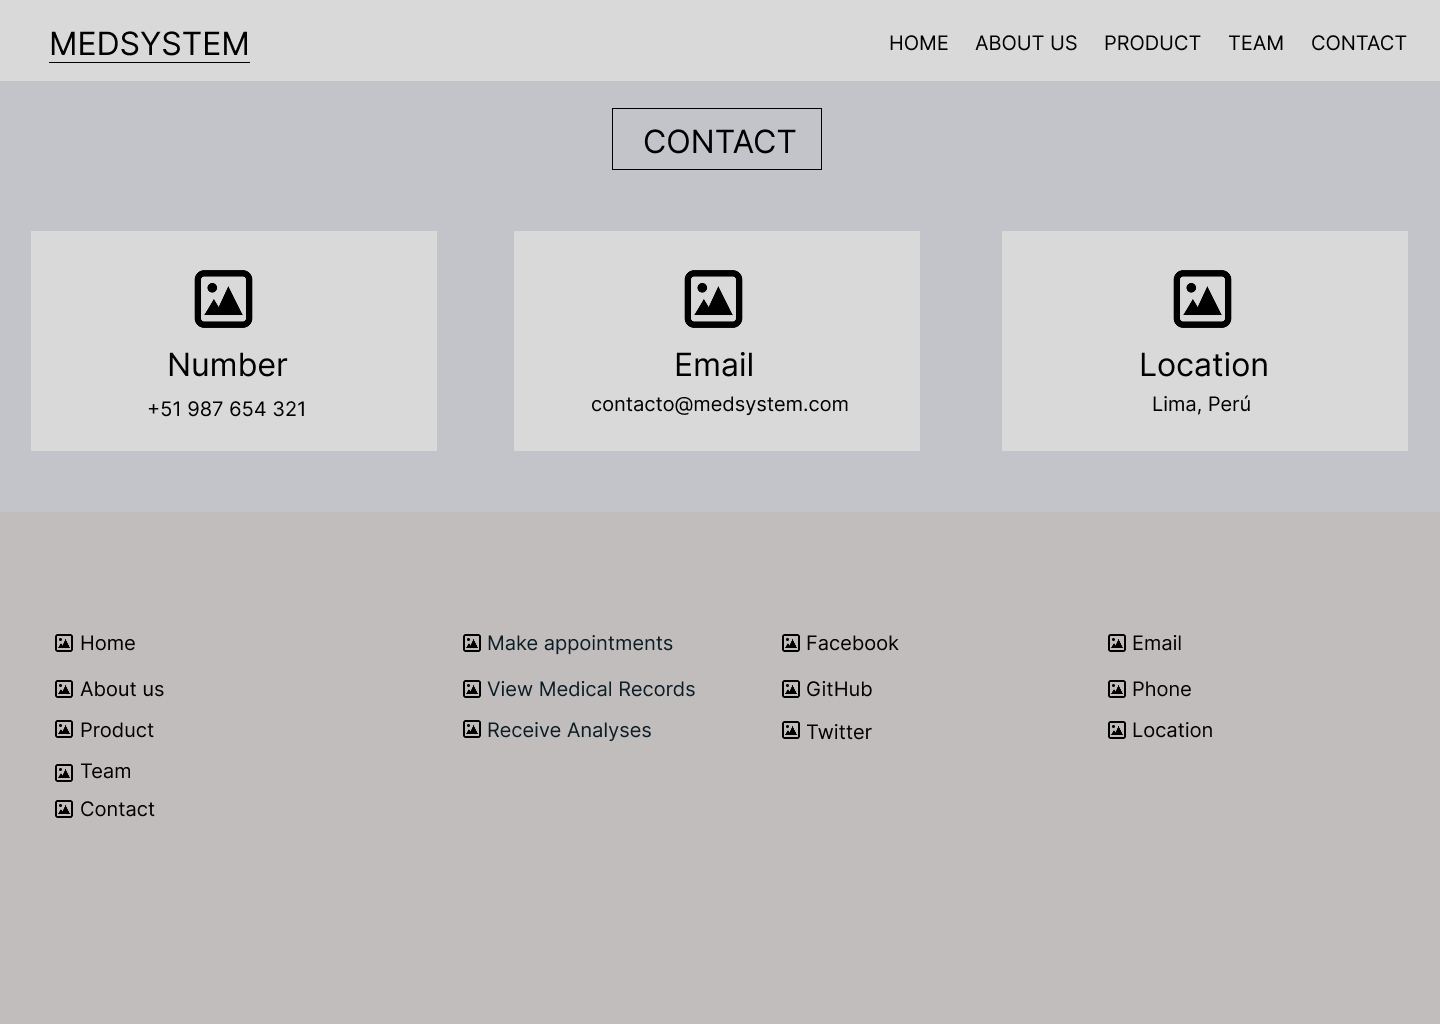 MEDSYSTEM
HOME ABOUT US PRODUCT TEAM CONTACT
CONTACT
Number
+51 987 654 321
Email
contacto@medsystem.com
Location
Lima, Perú
Home
About us
Product
Team
Contact
Make appointments
View Medical Records
Receive Analyses
Facebook
GitHub
Twitter
Email
Phone
Location